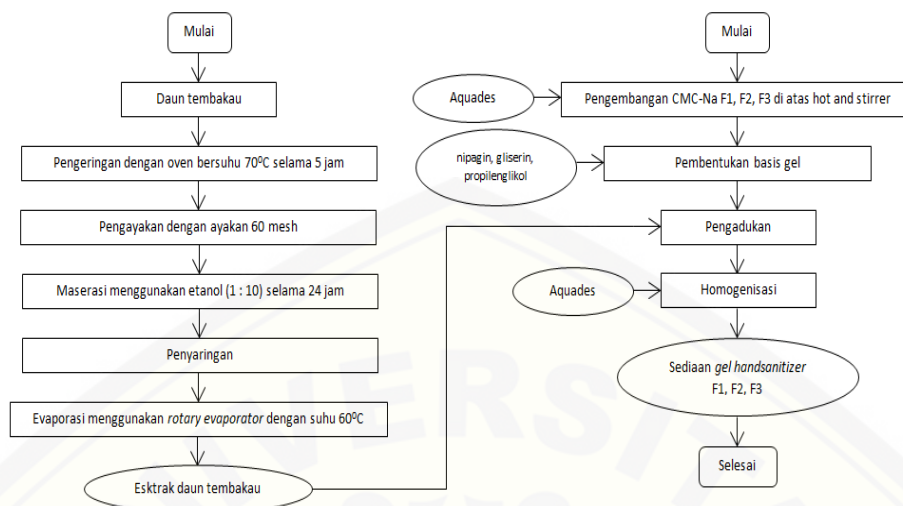 Mulai
Daun tembakau
Pengeringan dengan oven bersuhu 70⁰C selama 5 jam
Pengayakan dengan ayakan 60 mesh
Maserasi menggunakan etanol (1 : 10) selama 24 jam
Penyaringan
Evaporasi menggunakan rotary evaporator dengan suhu 60⁰C
Esktrak daun tembakau
Mulai
Aquades
Pengembangan CMC-Na F1, F2, F3 di atas hot and stirrer
nipagin, gliserin,
propilenglikol
Pembentukan basis gel
Pengadukan
Aquades
Homogenisasi
Sediaan gel handsanitizer
F1, F2, F3
Selesai